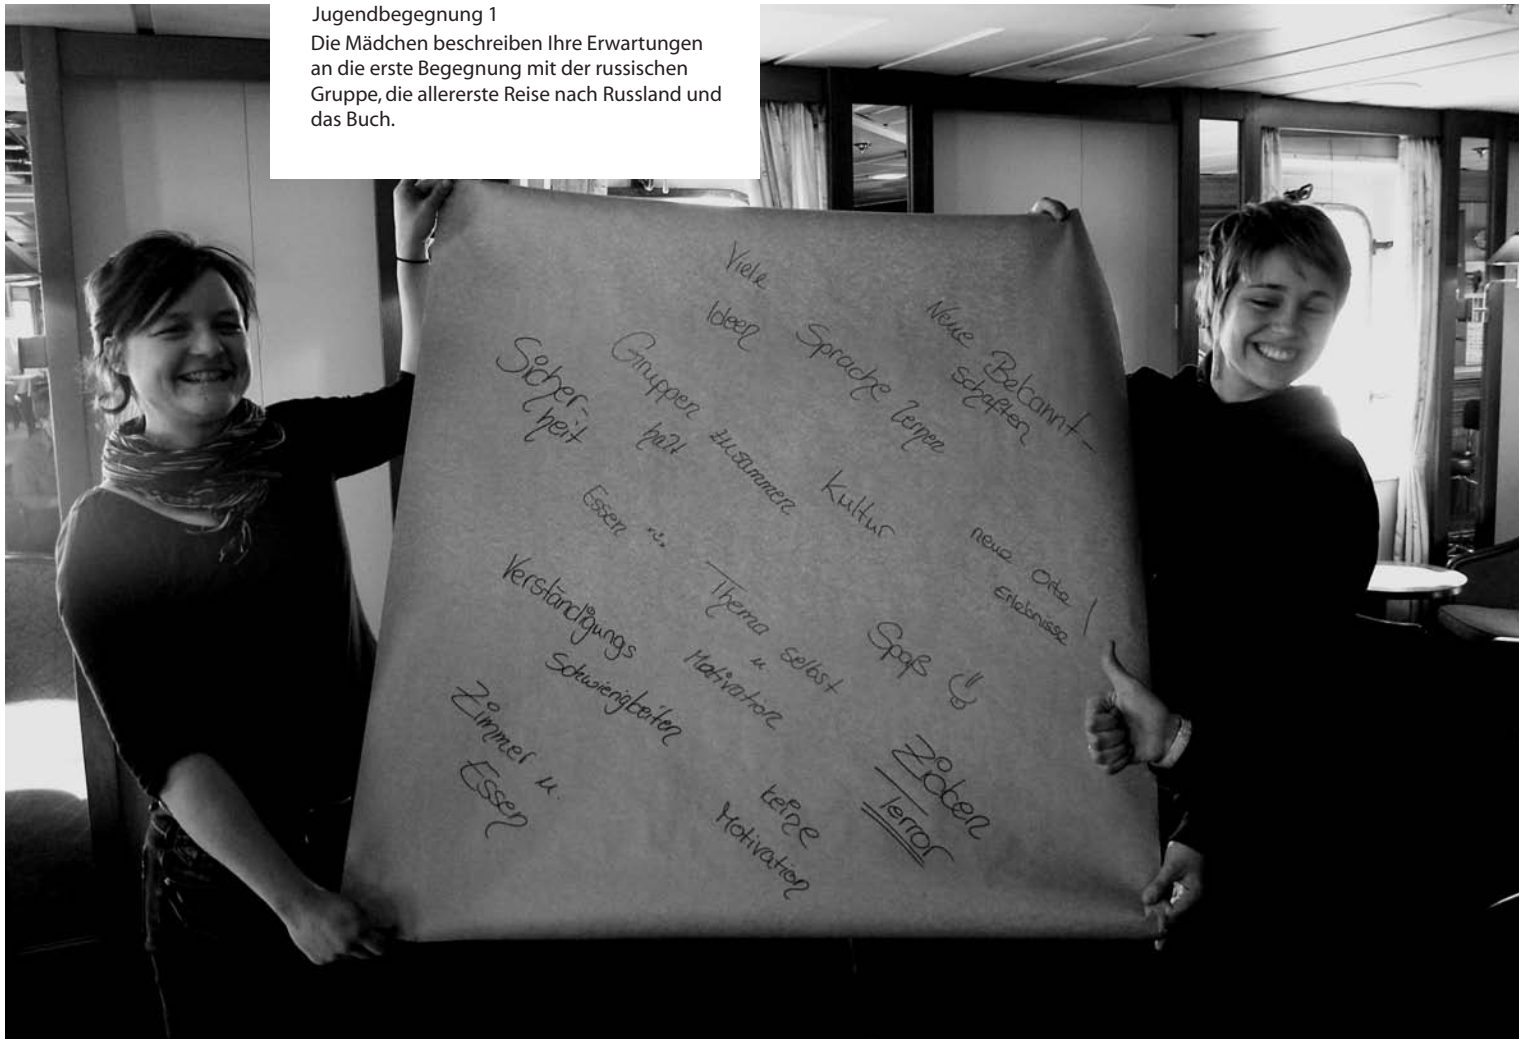 Jugendbegegnung 1
Die Mädchen beschreiben Ihre Erwartungen
an die erste Begegnung mit der russischen
Gruppe, die allererste Reise nach Russland und
das Buch.
Viele
Ideen
Sprache lernen
Neue Bekannt-
schaften
Sicher-
heit
Gruppen zusammen
halt
Kultur
neue Orte
Erlebnisse !
Essen
Thema selbst
u.
Motivation
Spaß
Verständigungs
Schwierigkeiten
Zimmer u.
Essen
keine
Motivation
Zicken
Terror